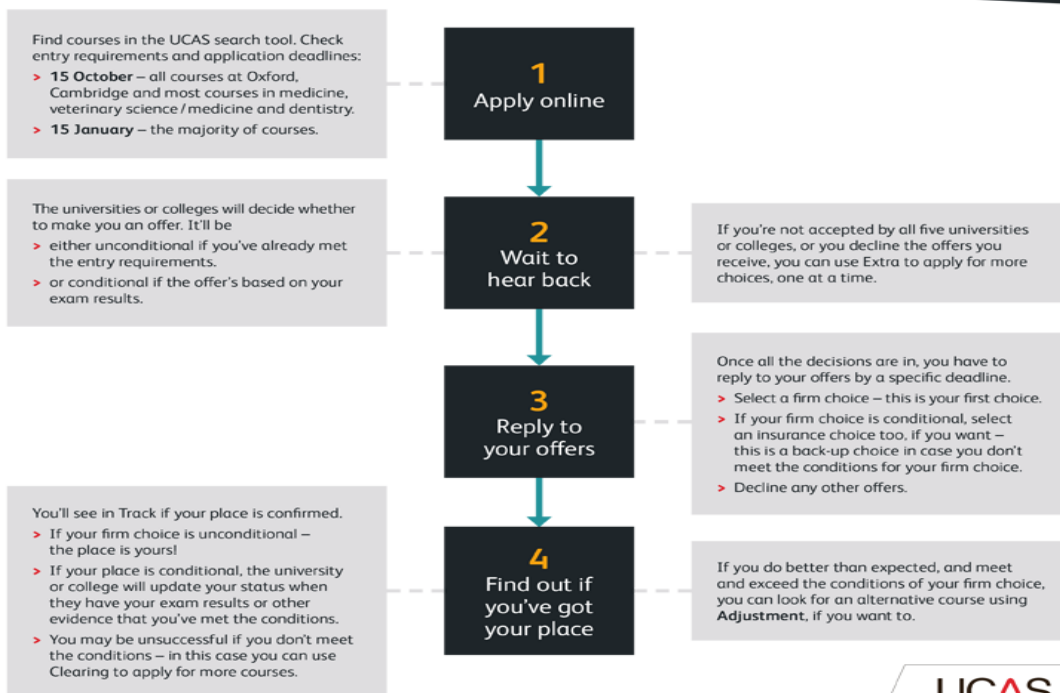 Find courses in the UCAS search tool. Check
entry requirements and application deadlines:
> 15 October – all courses at Oxford,
Cambridge and most courses in medicine,
veterinary science/medicine and dentistry.
> 15 January – the majority of courses.
1
Apply online
The universities or colleges will decide whether
to make you an offer. It'll be
> either unconditional if you've already met
the entry requirements.
> or conditional if the offer's based on your
exam results.
2
Wait to
hear back
If you're not accepted by all five universities
or colleges, or you decline the offers you
receive, you can use Extra to apply for more
choices, one at a time.
3
Reply to
your offers
Once all the decisions are in, you have to
reply to your offers by a specific deadline.
> Select a firm choice – this is your first choice.
> If your firm choice is conditional, select
an insurance choice too, if you want –
this is a back-up choice in case you don't
meet the conditions for your firm choice.
> Decline any other offers.
You'll see in Track if your place is confirmed.
> If your firm choice is unconditional –
the place is yours!
> If your place is conditional, the university
or college will update your status when
they have your exam results or other
evidence that you've met the conditions.
> You may be unsuccessful if you don't meet
the conditions – in this case you can use
Clearing to apply for more courses.
4
Find out if
you've got
your place
If you do better than expected, and meet
and exceed the conditions of your firm choice,
you can look for an alternative course using
Adjustment, if you want to.
UCAS